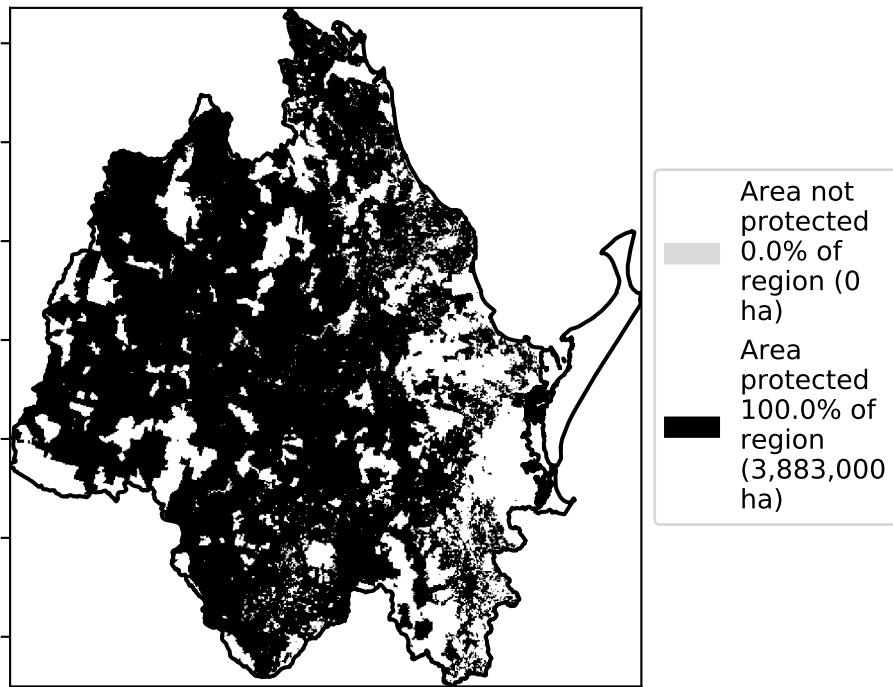 Area not
protected
0.0% of
region (0
ha)
Area
protected
100.0% of
region
(3,883,000
ha)